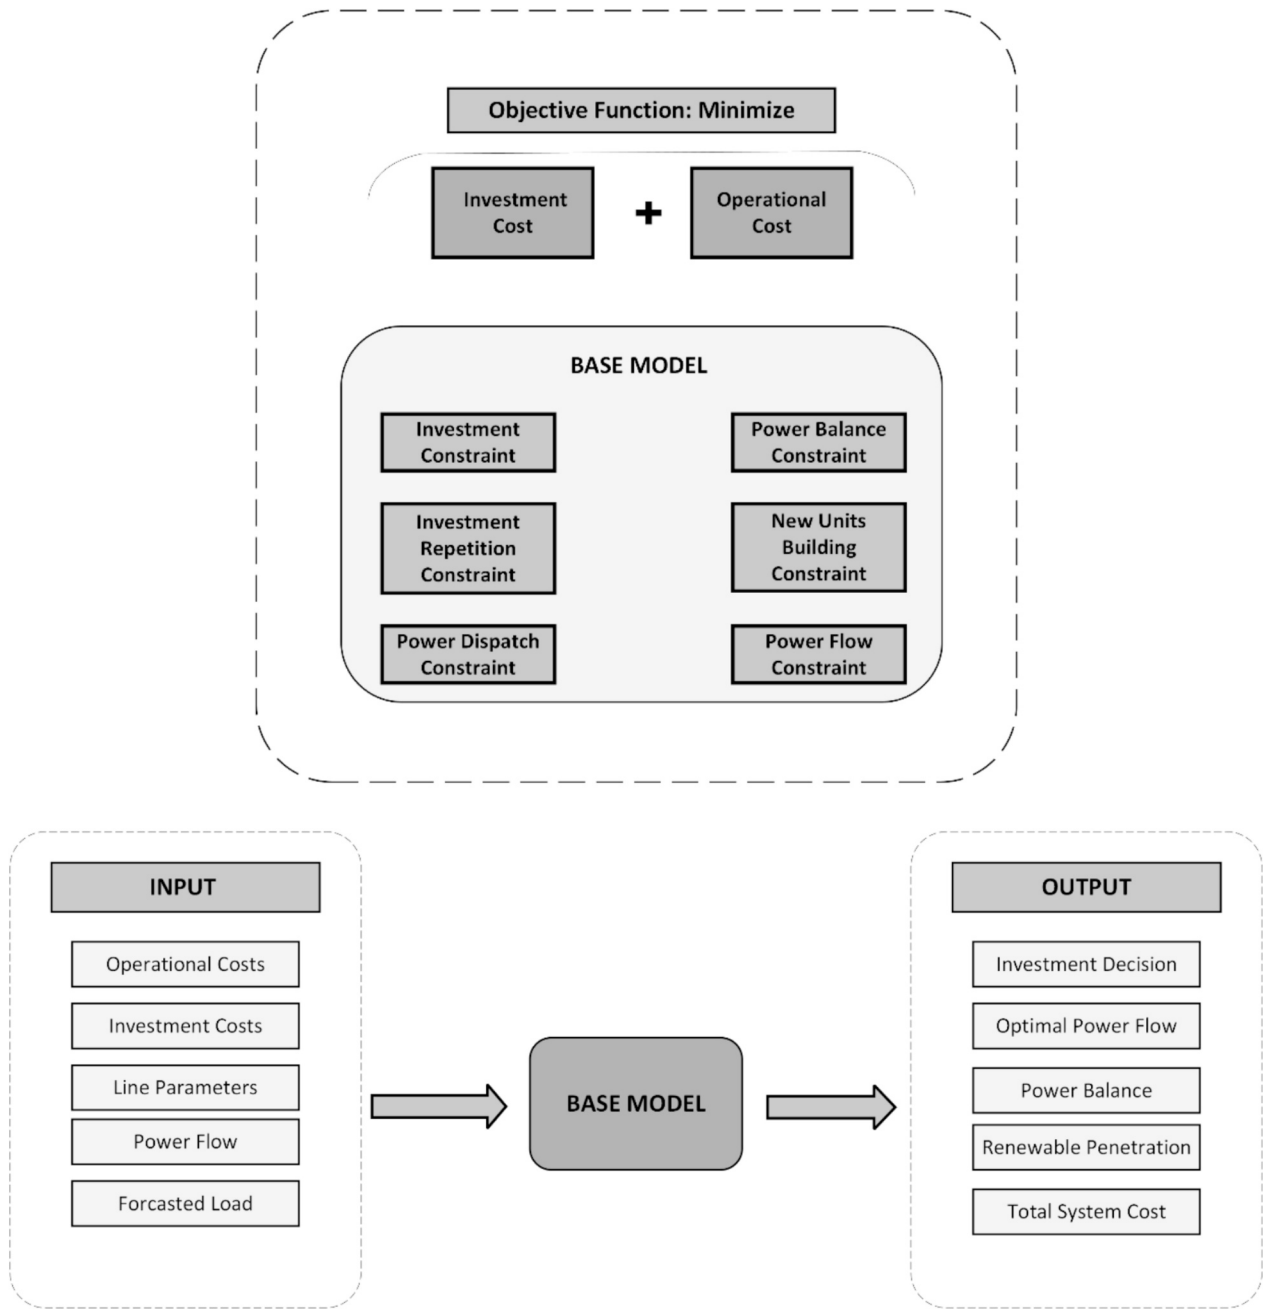 Objective Function: Minimize
Investment
Cost
+
Operational
Cost
BASE MODEL
Investment
Constraint
Power Balance
Constraint
Investment
Repetition
Constraint
New Units
Building
Constraint
Power Dispatch
Constraint
Power Flow
Constraint
INPUT
Operational Costs
Investment Costs
Line Parameters
Power Flow
Forcasted Load
BASE MODEL
OUTPUT
Investment Decision
Optimal Power Flow
Power Balance
Renewable Penetration
Total System Cost